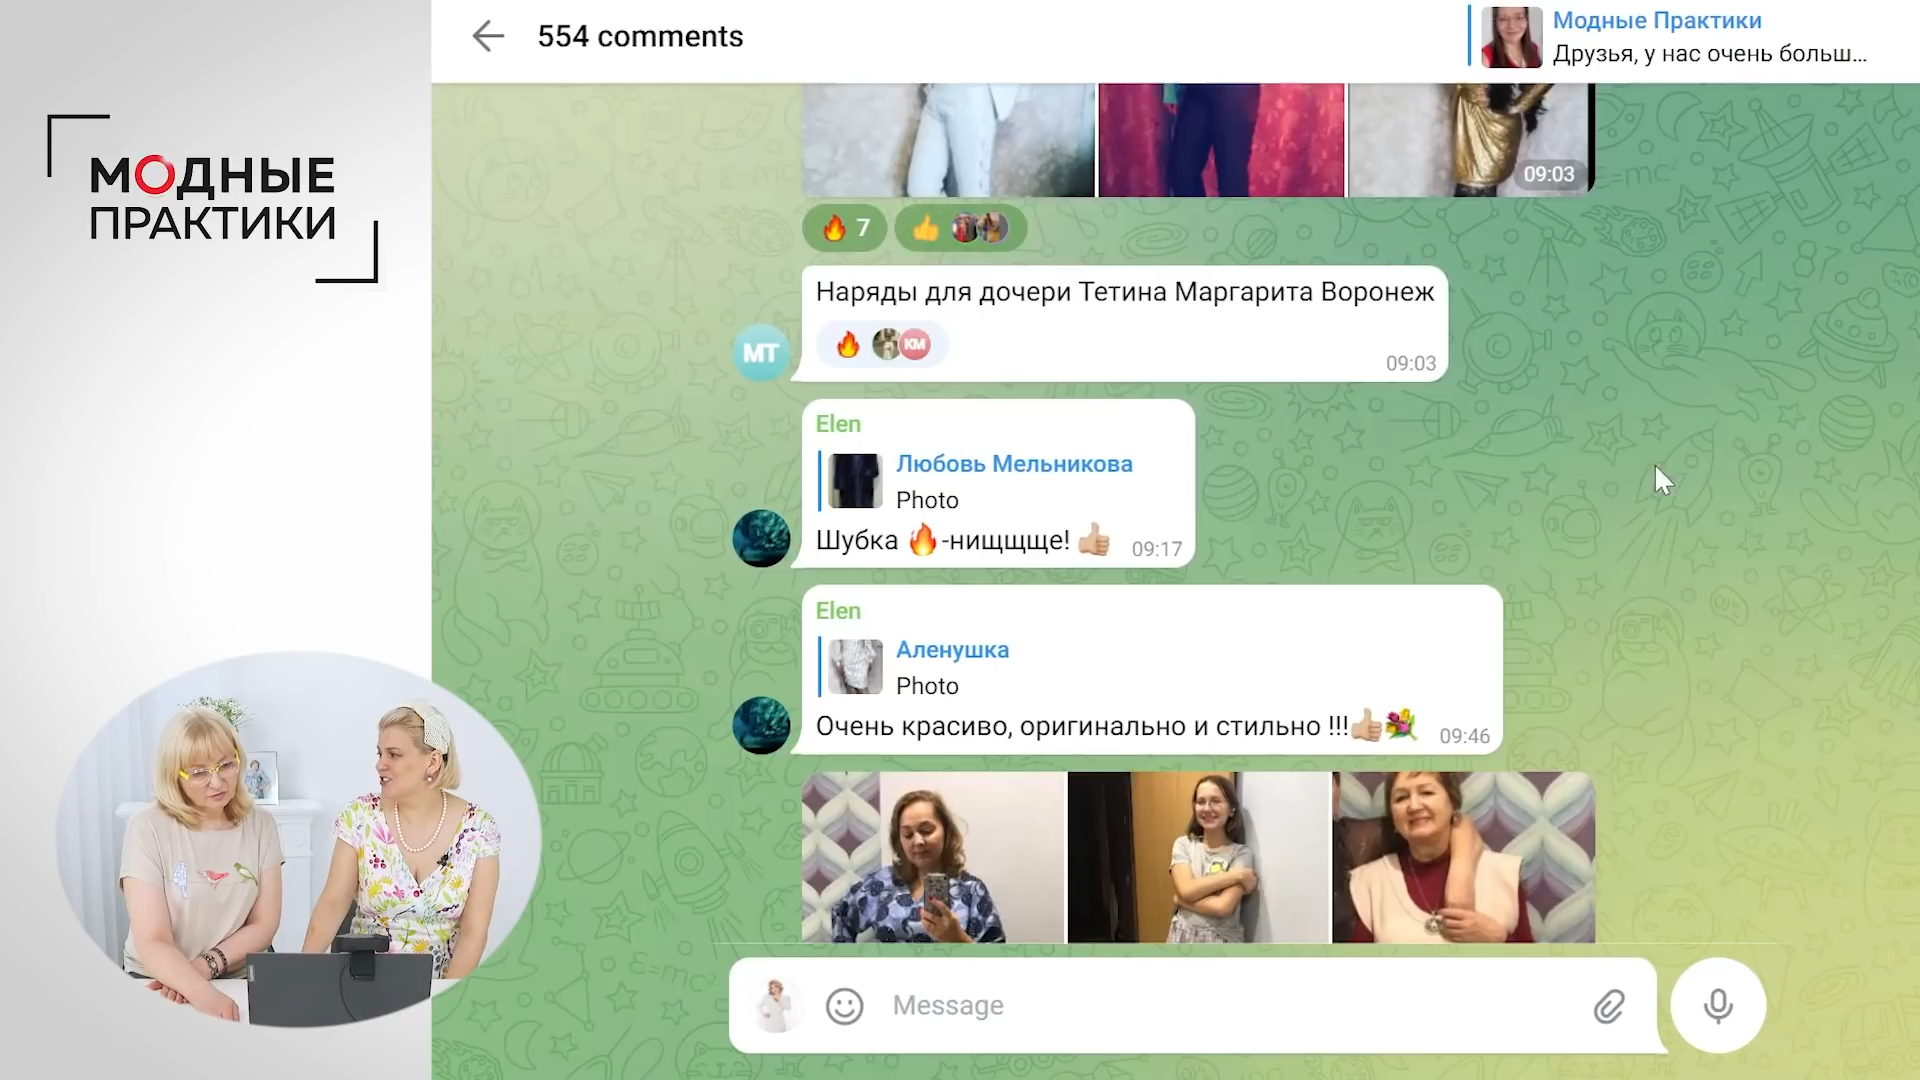 МОДНЫЕ
ПРАКТИКИ
554 comments
Модные Практики
Друзья, у нас очень больш...
09:03
7
Наряды для дочери Тетина Маргарита Воронеж
МТ
КМ
09:03
Elen
Любовь Мельникова
Photo
Шубка 🔥-нищщще! 👍🏼
09:17
Elen
Аленушка
Photo
Очень красиво, оригинально и стильно !!!👍🏼💐
09:46
Message